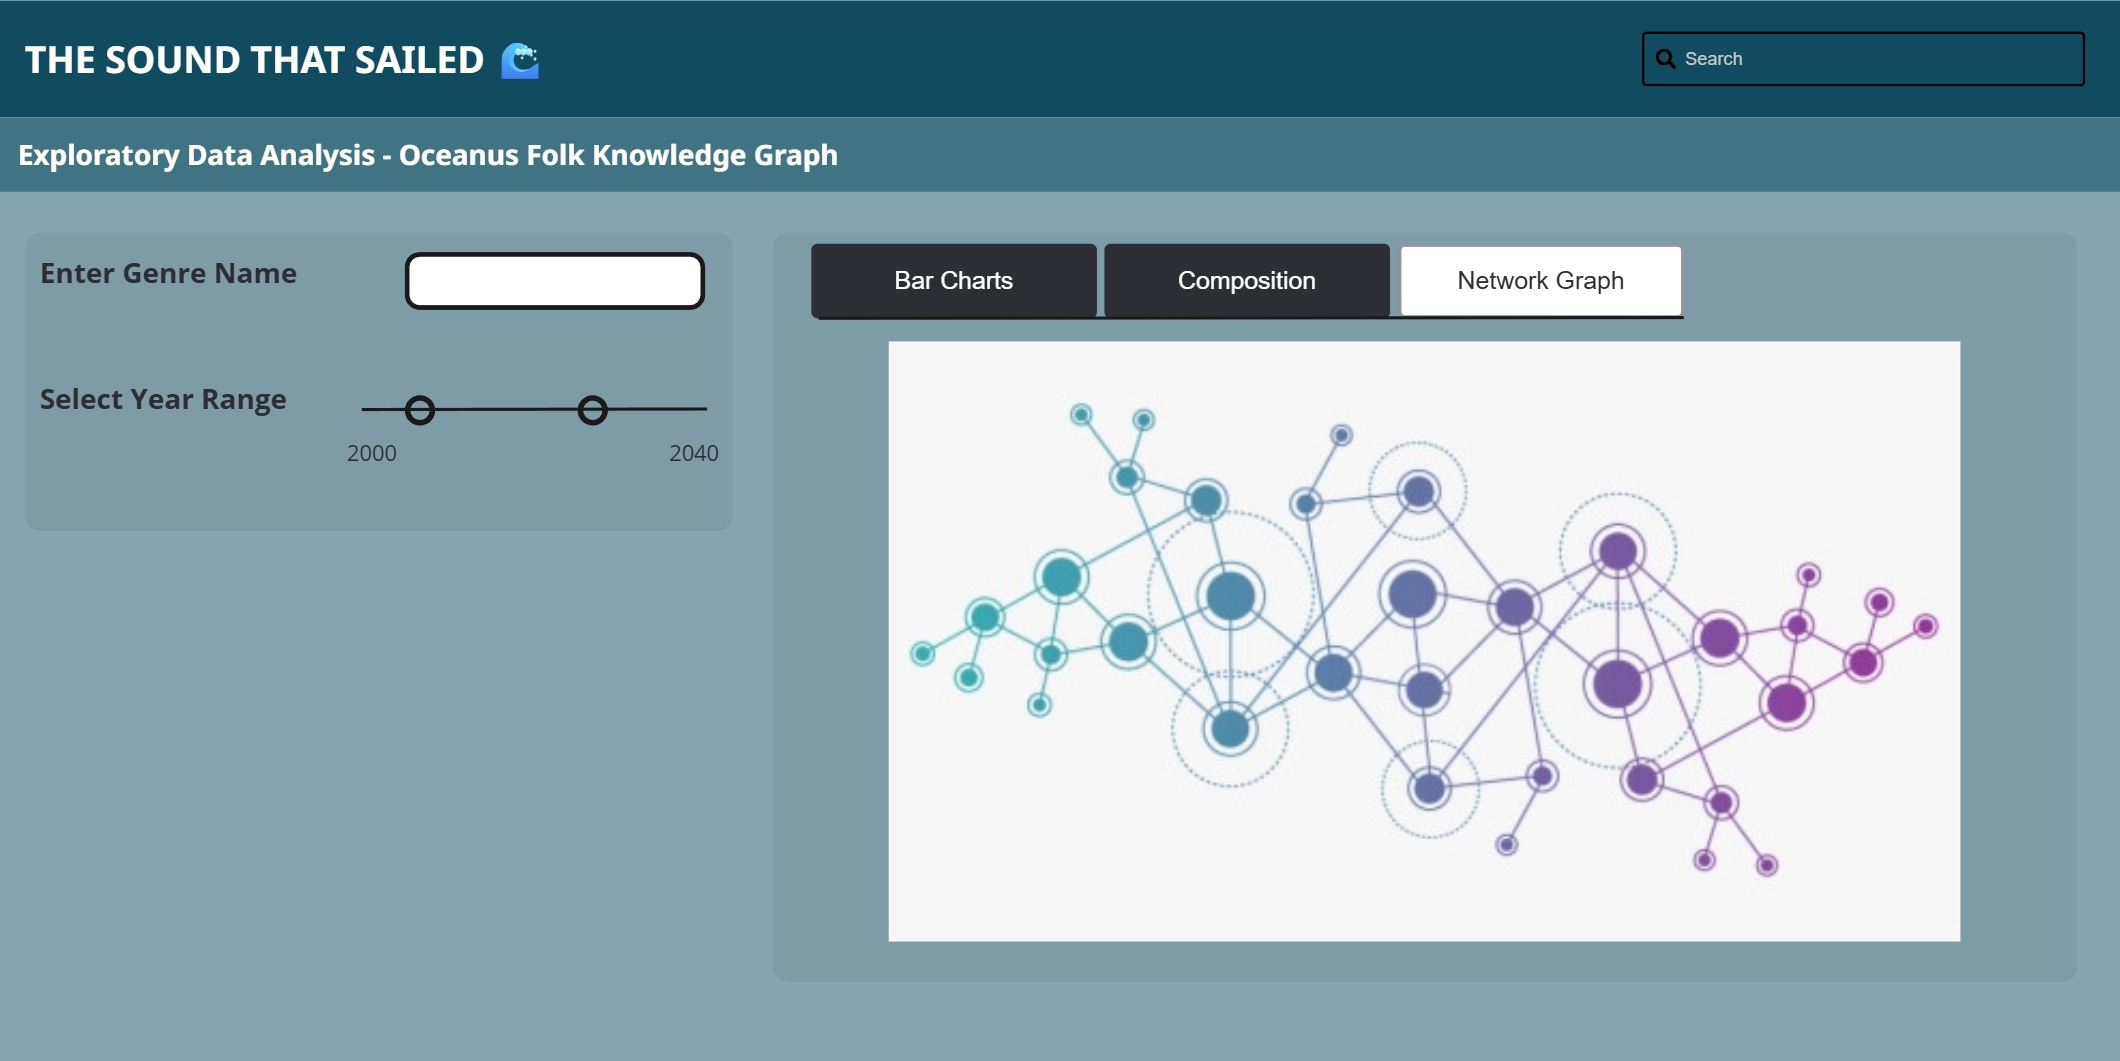 THE SOUND THAT SAILED 🌊
Search
Exploratory Data Analysis - Oceanus Folk Knowledge Graph
Enter Genre Name
Select Year Range
2000 2040
Bar Charts Composition Network Graph